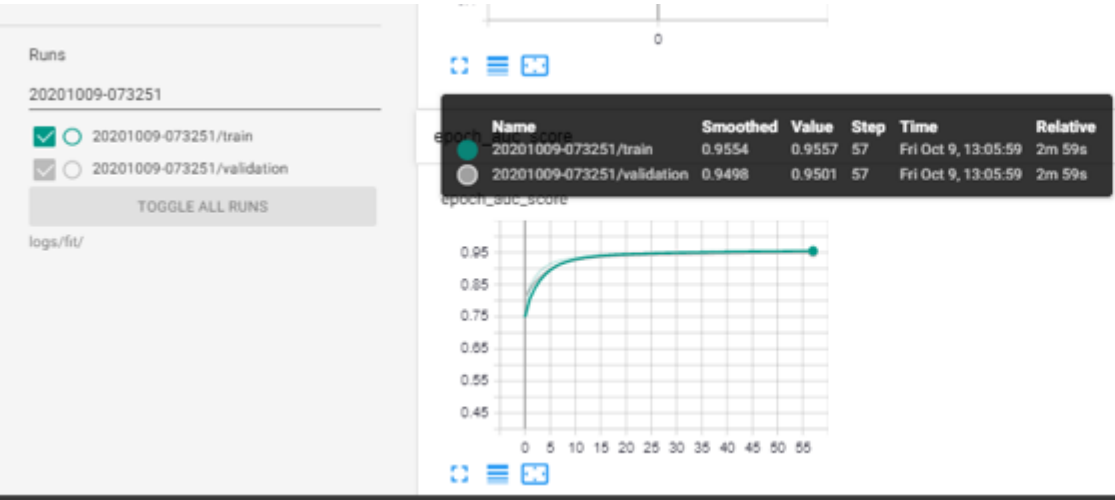 Runs
20201009-073251
20201009-073251/train
20201009-073251/validation
TOGGLE ALL RUNS
logs/fit/
0
epoch_auc_score
Name Smoothed Value Step Time Relative
20201009-073251/train 0.9554 0.9557 57 Fri Oct 9, 13:05:59 2m 59s
20201009-073251/validation 0.9498 0.9501 57 Fri Oct 9, 13:05:59 2m 59s
epoch_auc_score
0.95
0.85
0.75
0.65
0.55
0.45
0 5 10 15 20 25 30 35 40 45 50 55